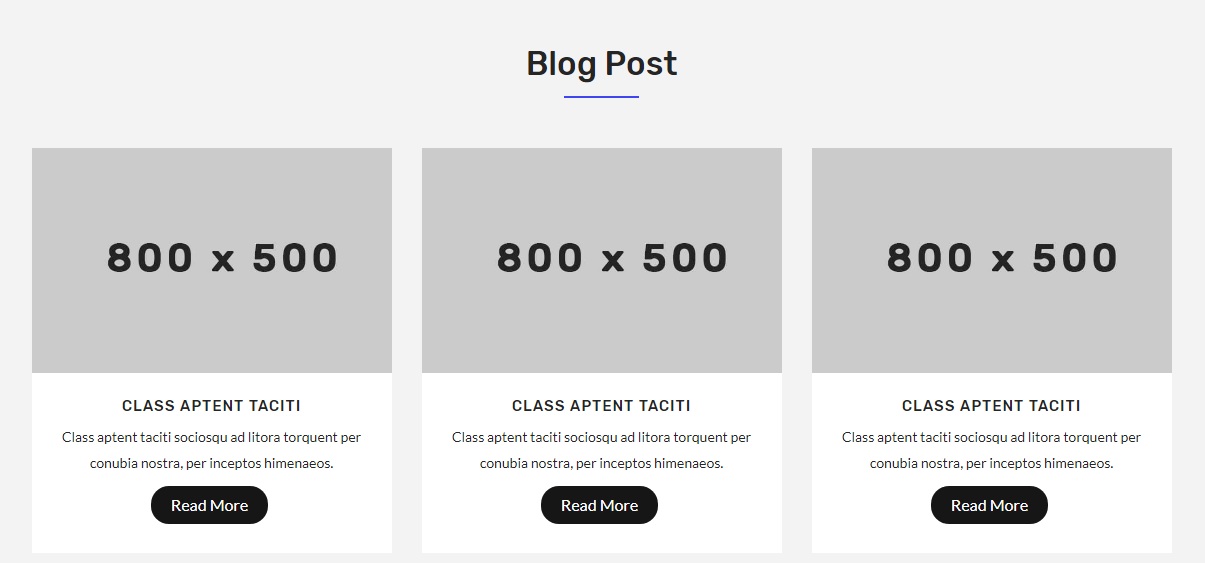 Blog Post
800 x 500
800 x 500
800 x 500
CLASS APTENT TACITI
Class aptent taciti sociosqu ad litora torquent per
conubia nostra, per inceptos himenaeos.
Read More
CLASS APTENT TACITI
Class aptent taciti sociosqu ad litora torquent per
conubia nostra, per inceptos himenaeos.
Read More
CLASS APTENT TACITI
Class aptent taciti sociosqu ad litora torquent per
conubia nostra, per inceptos himenaeos.
Read More